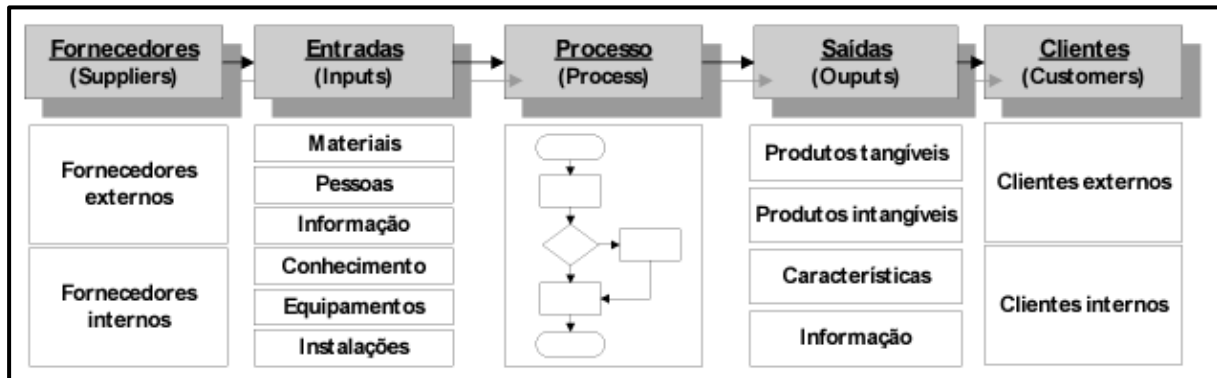 Fornecedores
(Suppliers)
Entradas
(Inputs)
Processo
(Process)
Saídas
(Ouputs)
Clientes
(Customers)
Fornecedores
externos
Fornecedores
internos
Materiais
Pessoas
Informação
Conhecimento
Equipamentos
Instalações
Produtos tangíveis
Produtos intangíveis
Características
Informação
Clientes externos
Clientes internos